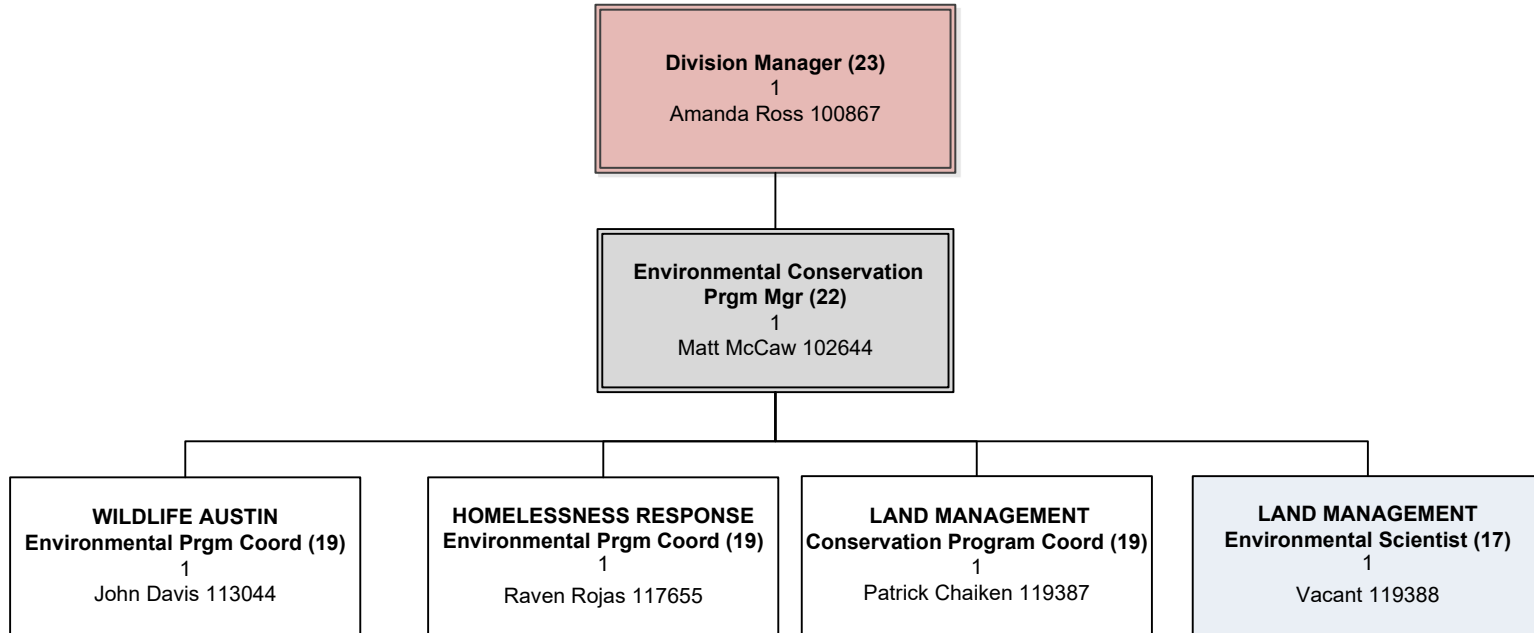 Division Manager (23)
1
Amanda Ross 100867
Environmental Conservation
Prgm Mgr (22)
1
Matt McCaw 102644
WILDLIFE AUSTIN
Environmental Prgm Coord (19)
1
John Davis 113044
HOMELESSNESS RESPONSE
Environmental Prgm Coord (19)
1
Raven Rojas 117655
LAND MANAGEMENT
Conservation Program Coord (19)
1
Patrick Chaiken 119387
LAND MANAGEMENT
Environmental Scientist (17)
1
Vacant 119388